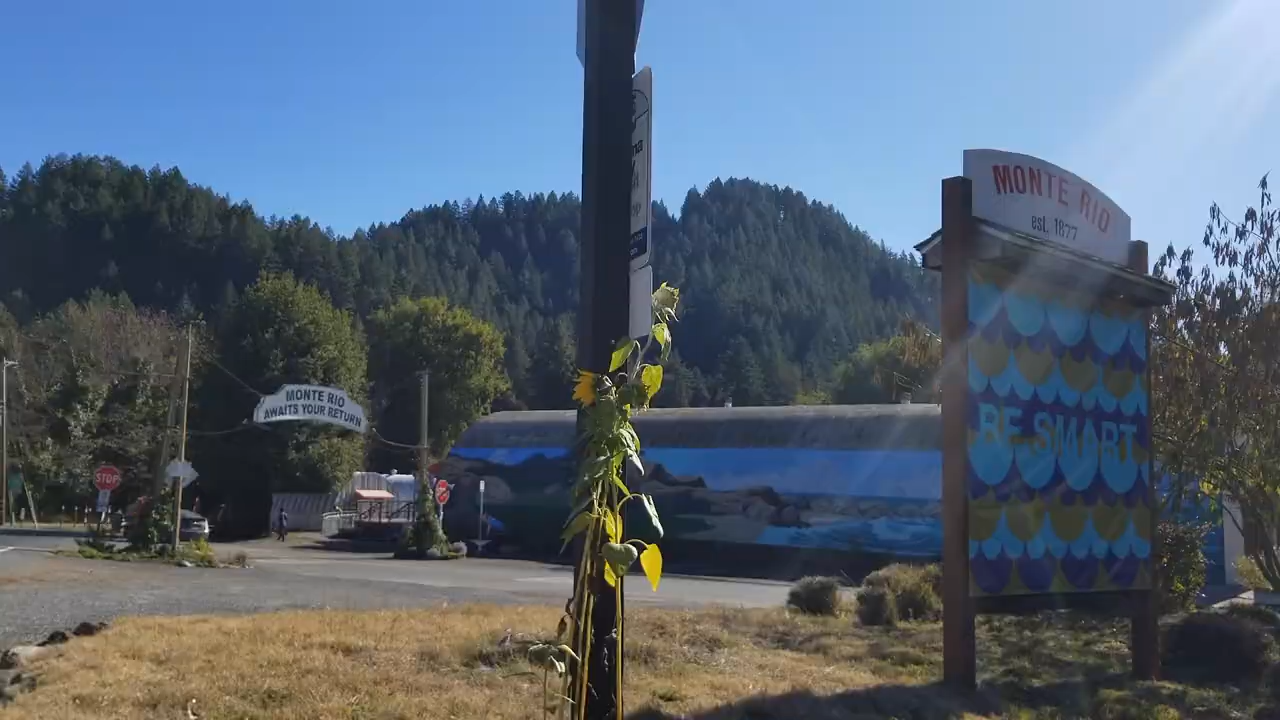 MONTE RIO
AWAITS YOUR RETURN
STOP
MONTE RIO
est. 1877
BE SMART